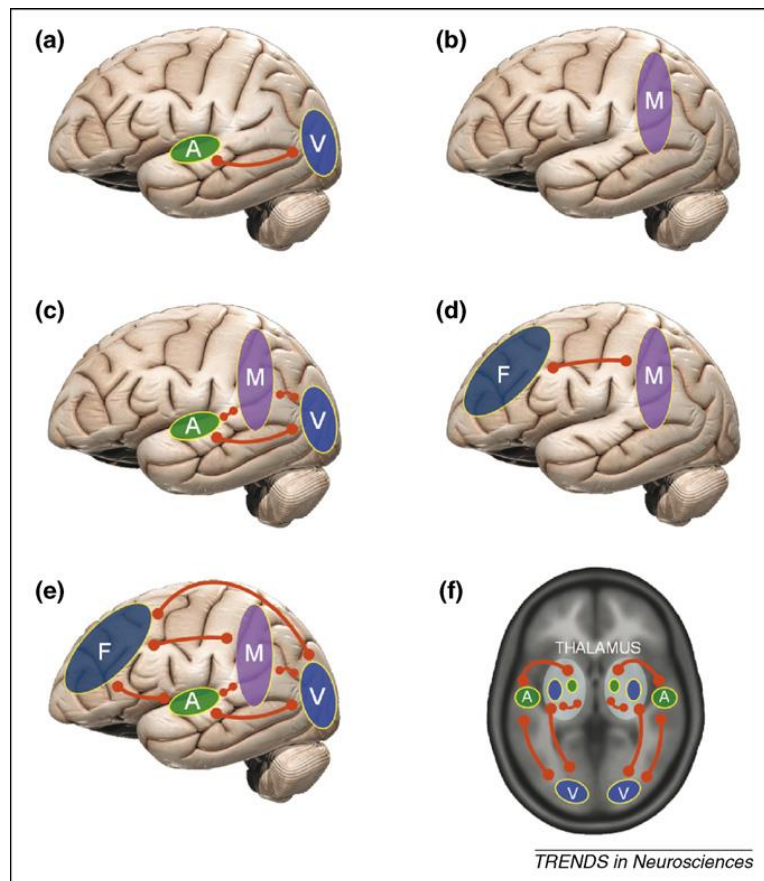 (a)
A
V
(b)
M
(c)
M
A
V
(d)
F
M
(e)
F
M
A
V
(f)
THALAMUS
A
A
V
V
TRENDS in Neurosciences